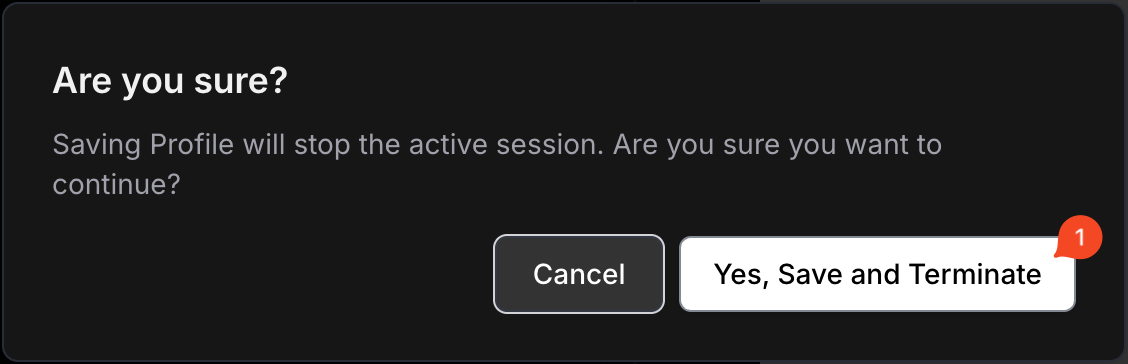 Are you sure?
Saving Profile will stop the active session. Are you sure you want to
continue?
Cancel
Yes, Save and Terminate
1